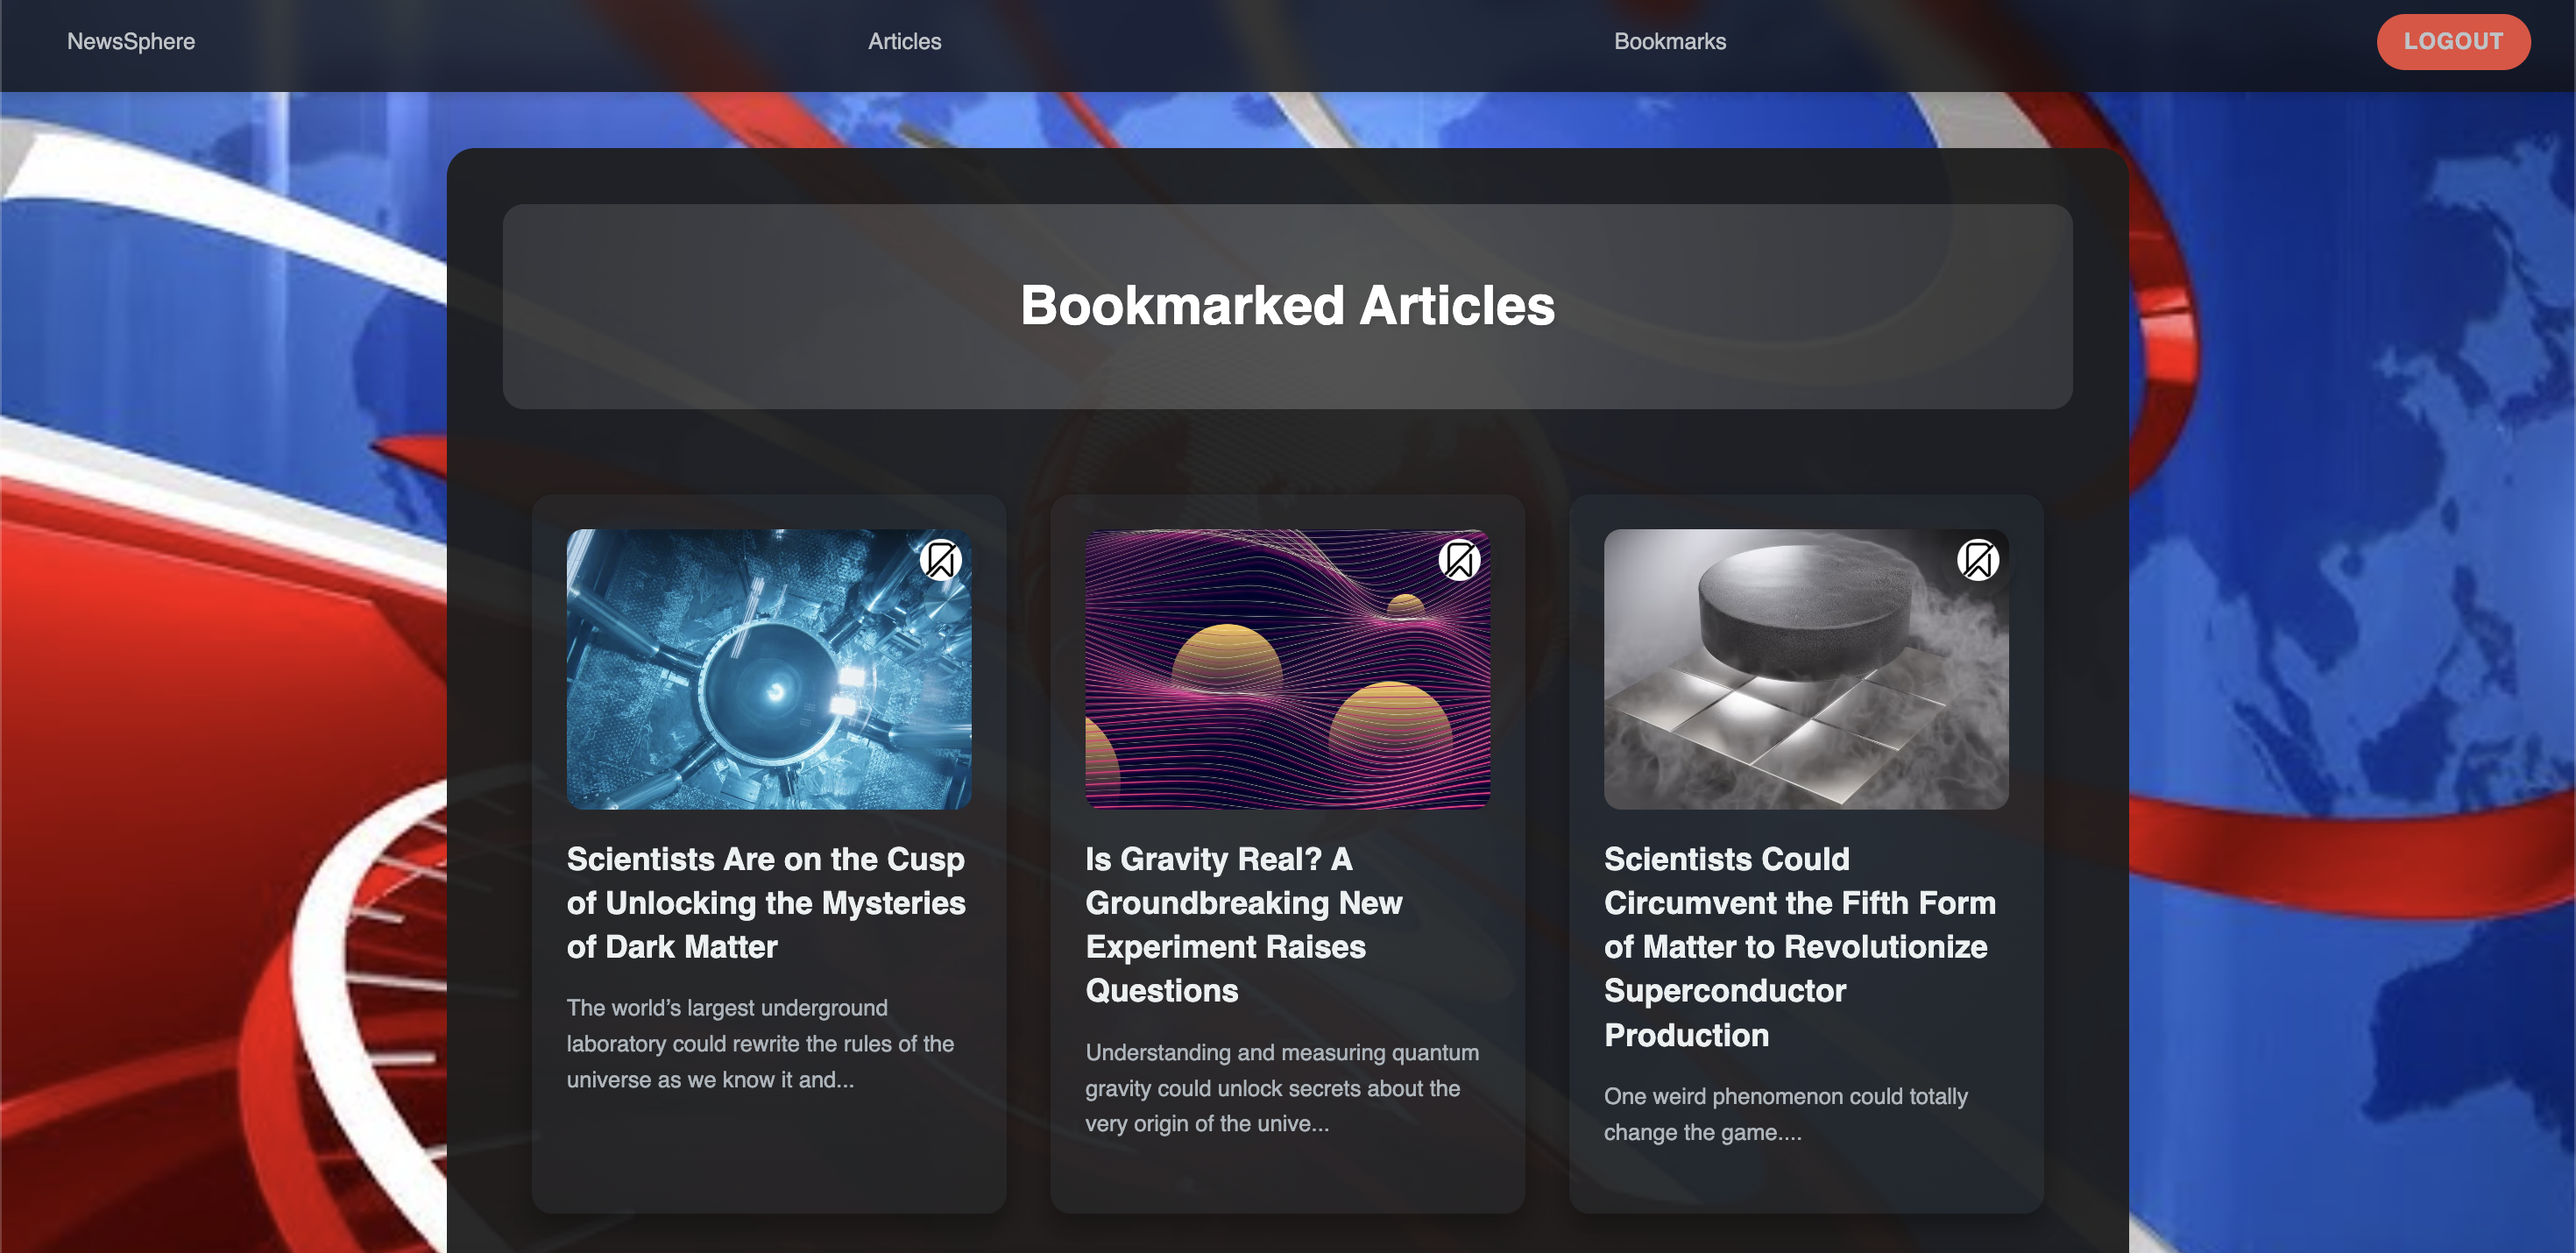 NewsSphere
Articles
Bookmarks
LOGOUT
Bookmarked Articles
Scientists Are on the Cusp
of Unlocking the Mysteries
of Dark Matter
The world’s largest underground
laboratory could rewrite the rules of the
universe as we know it and...
Is Gravity Real? A
Groundbreaking New
Experiment Raises
Questions
Understanding and measuring quantum
gravity could unlock secrets about the
very origin of the unive...
Scientists Could
Circumvent the Fifth Form
of Matter to Revolutionize
Superconductor
Production
One weird phenomenon could totally
change the game....